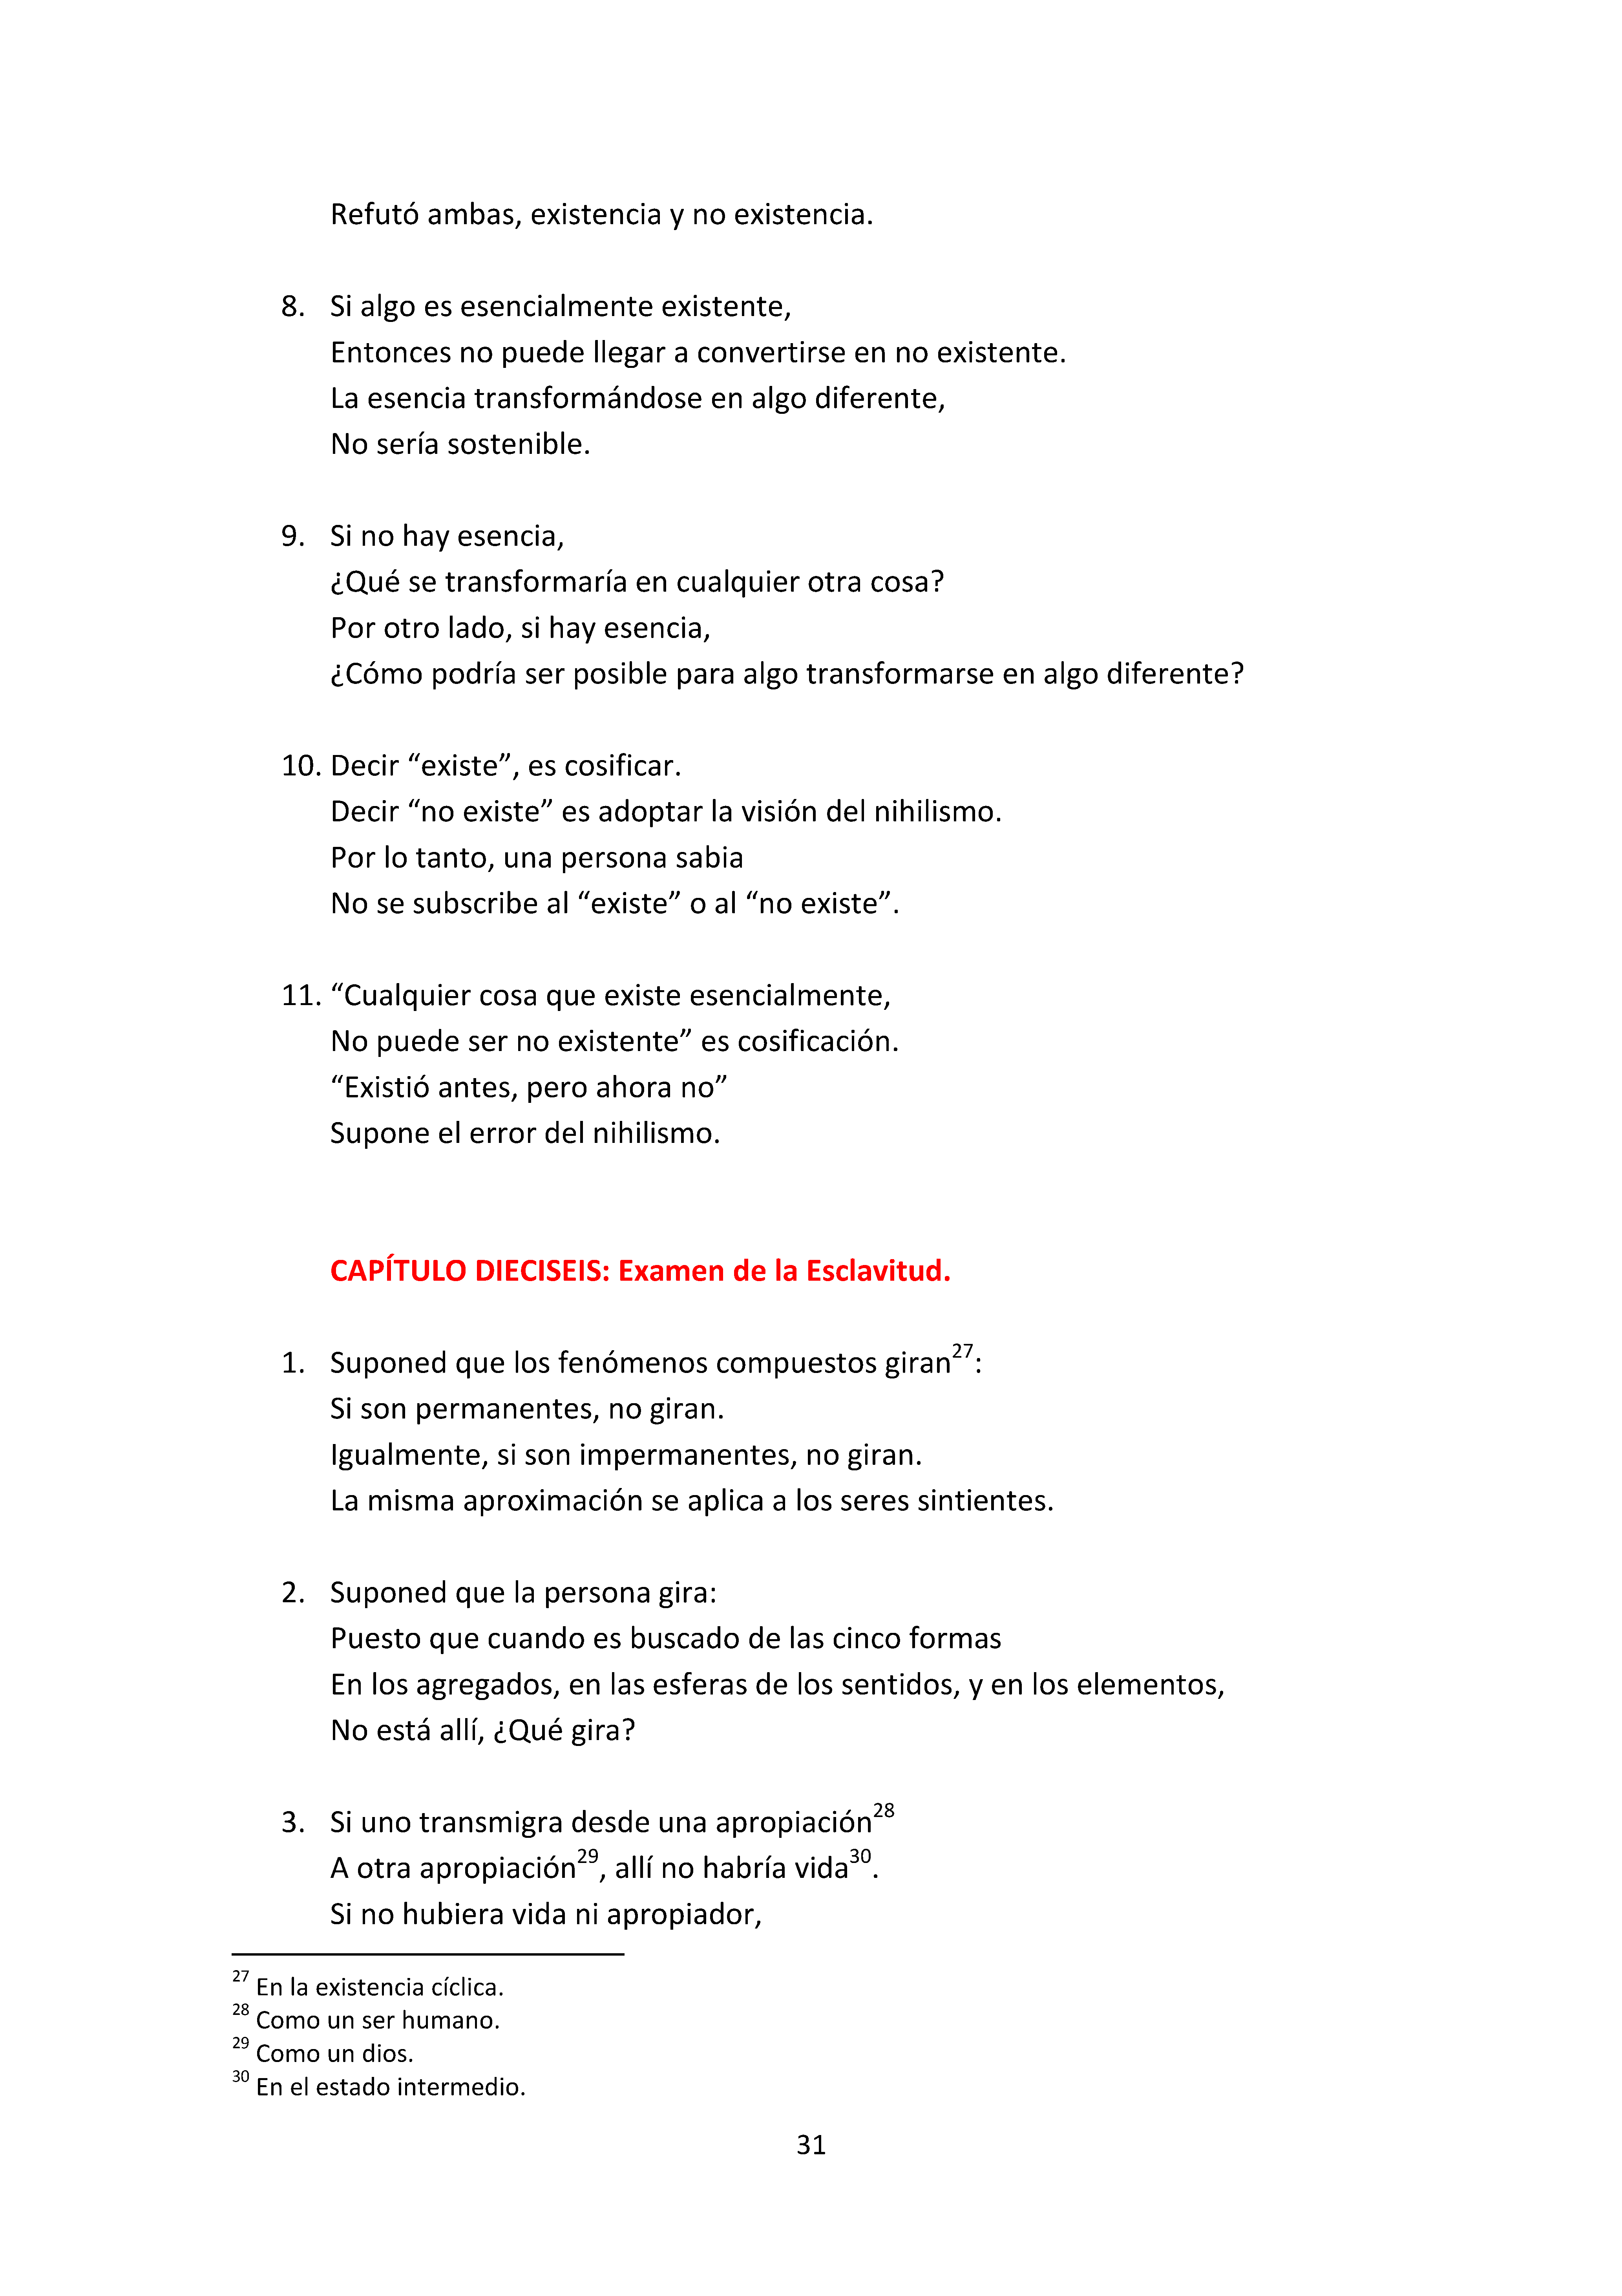 Refutó ambas, existencia y no existencia.
8. Si algo es esencialmente existente,
Entonces no puede llegar a convertirse en no existente.
La esencia transformándose en algo diferente,
No sería sostenible.
9. Si no hay esencia,
¿Qué se transformaría en cualquier otra cosa?
Por otro lado, si hay esencia,
¿Cómo podría ser posible para algo transformarse en algo diferente?
10. Decir “existe”, es cosificar.
Decir “no existe” es adoptar la visión del nihilismo.
Por lo tanto, una persona sabia
No se subscribe al “existe” o al “no existe”.
11. “Cualquier cosa que existe esencialmente,
No puede ser no existente” es cosificación.
“Existió antes, pero ahora no”
Supone el error del nihilismo.
CAPÍTULO DIECISEIS: Examen de la Esclavitud.
1. Suponed que los fenómenos compuestos giran27:
Si son permanentes, no giran.
Igualmente, si son impermanentes, no giran.
La misma aproximación se aplica a los seres sintientes.
2. Suponed que la persona gira:
Puesto que cuando es buscado de las cinco formas
En los agregados, en las esferas de los sentidos, y en los elementos,
No está allí, ¿Qué gira?
3. Si uno transmigra desde una apropiación28
A otra apropiación29, allí no habría vida30.
Si no hubiera vida ni apropiador,
27 En la existencia cíclica.
28 Como un ser humano.
29 Como un dios.
30 En el estado intermedio.
31